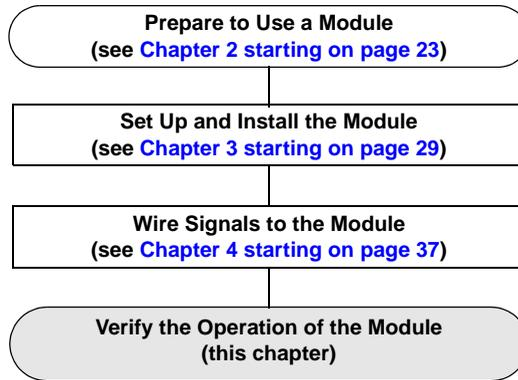 Prepare to Use a Module
(see Chapter 2 starting on page 23)
Set Up and Install the Module
(see Chapter 3 starting on page 29)
Wire Signals to the Module
(see Chapter 4 starting on page 37)
Verify the Operation of the Module
(this chapter)